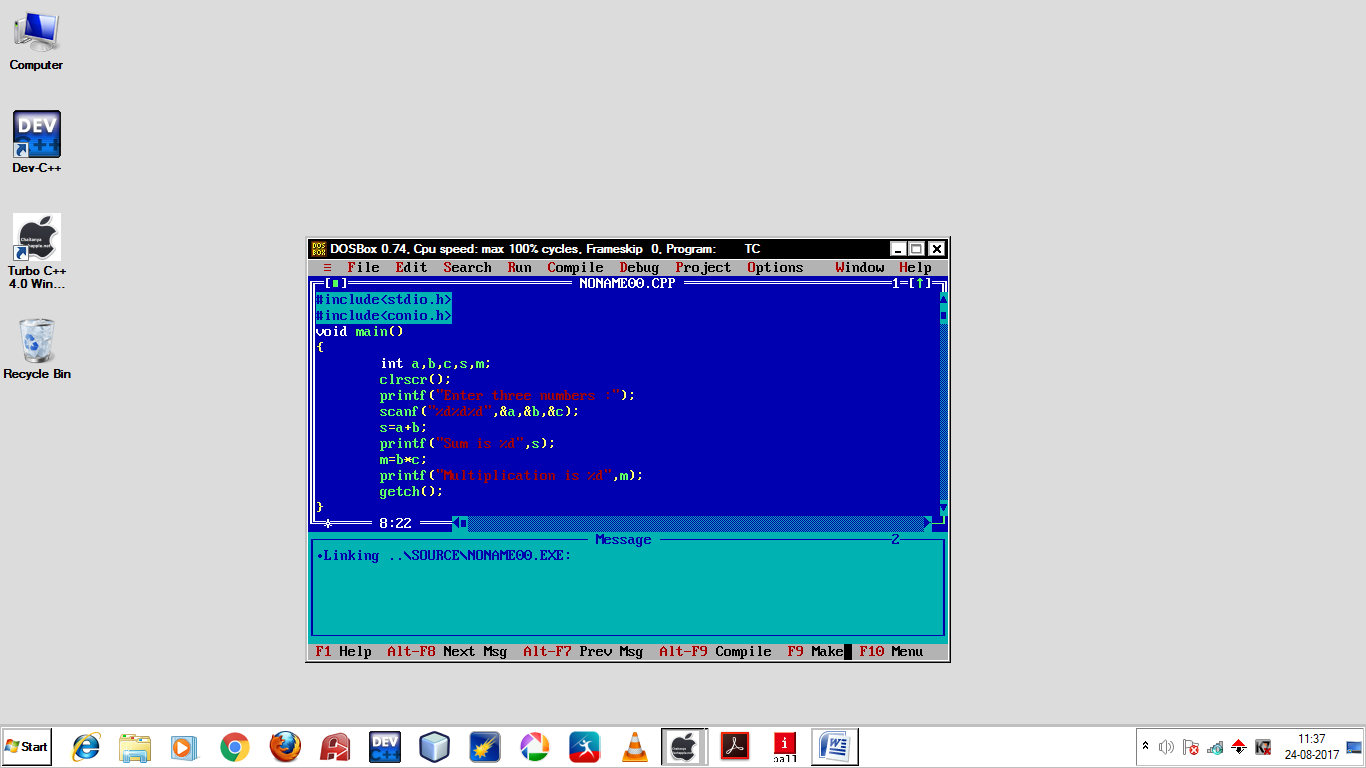 Computer
Dev-C++
Turbo C++
4.0 Win...
Recycle Bin
DOSBox 0.74, Cpu speed: max 100% cycles, Frameskip 0, Program: TC
≡ File Edit Search Run Compile Debug Project Options Window Help
[■] NONAME00.CPP 1=[↑]
#include<stdio.h>
#include<conio.h>
void main()
{
int a,b,c,s,m;
clrscr();
printf("Enter three numbers :");
scanf("%d%d%d",&a,&b,&c);
s=a+b;
printf("Sum is %d",s);
m=b*c;
printf("Multiplication is %d",m);
getch();
}
8:22
Message 2
•Linking ..\SOURCE\NONAME00.EXE:
F1 Help Alt-F8 Next Msg Alt-F7 Prev Msg Alt-F9 Compile F9 Make F10 Menu
Start
DEV
C++
ball
11:37
24-08-2017